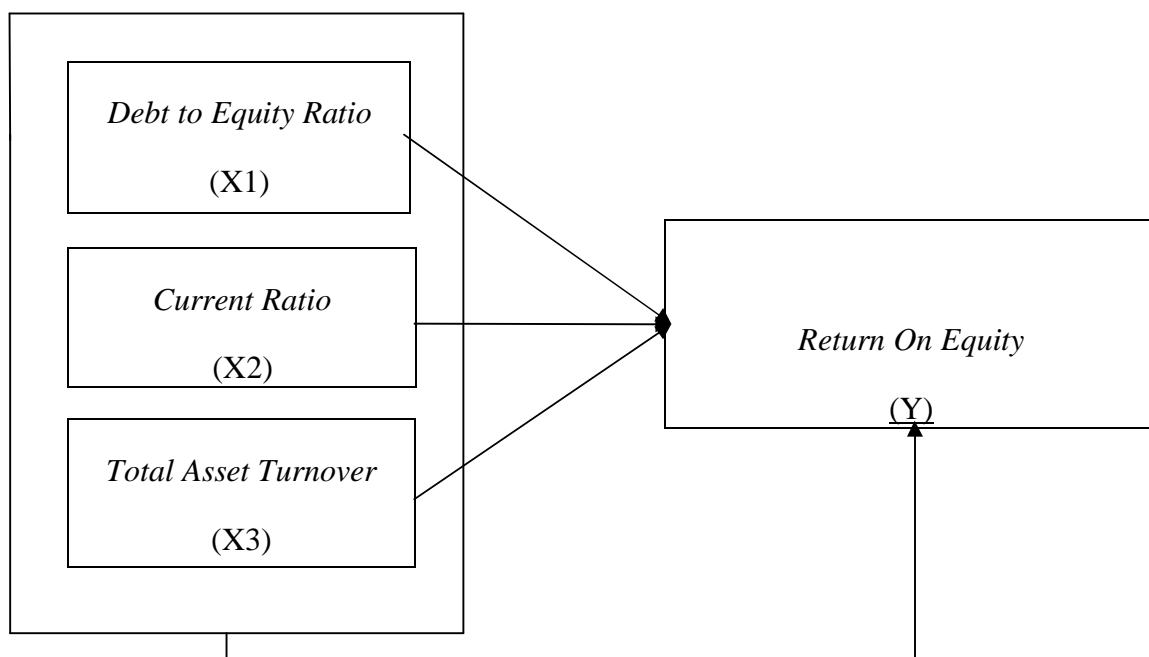 Debt to Equity Ratio
(X1)
Current Ratio
(X2)
Total Asset Turnover
(X3)
Return On Equity
(Y)